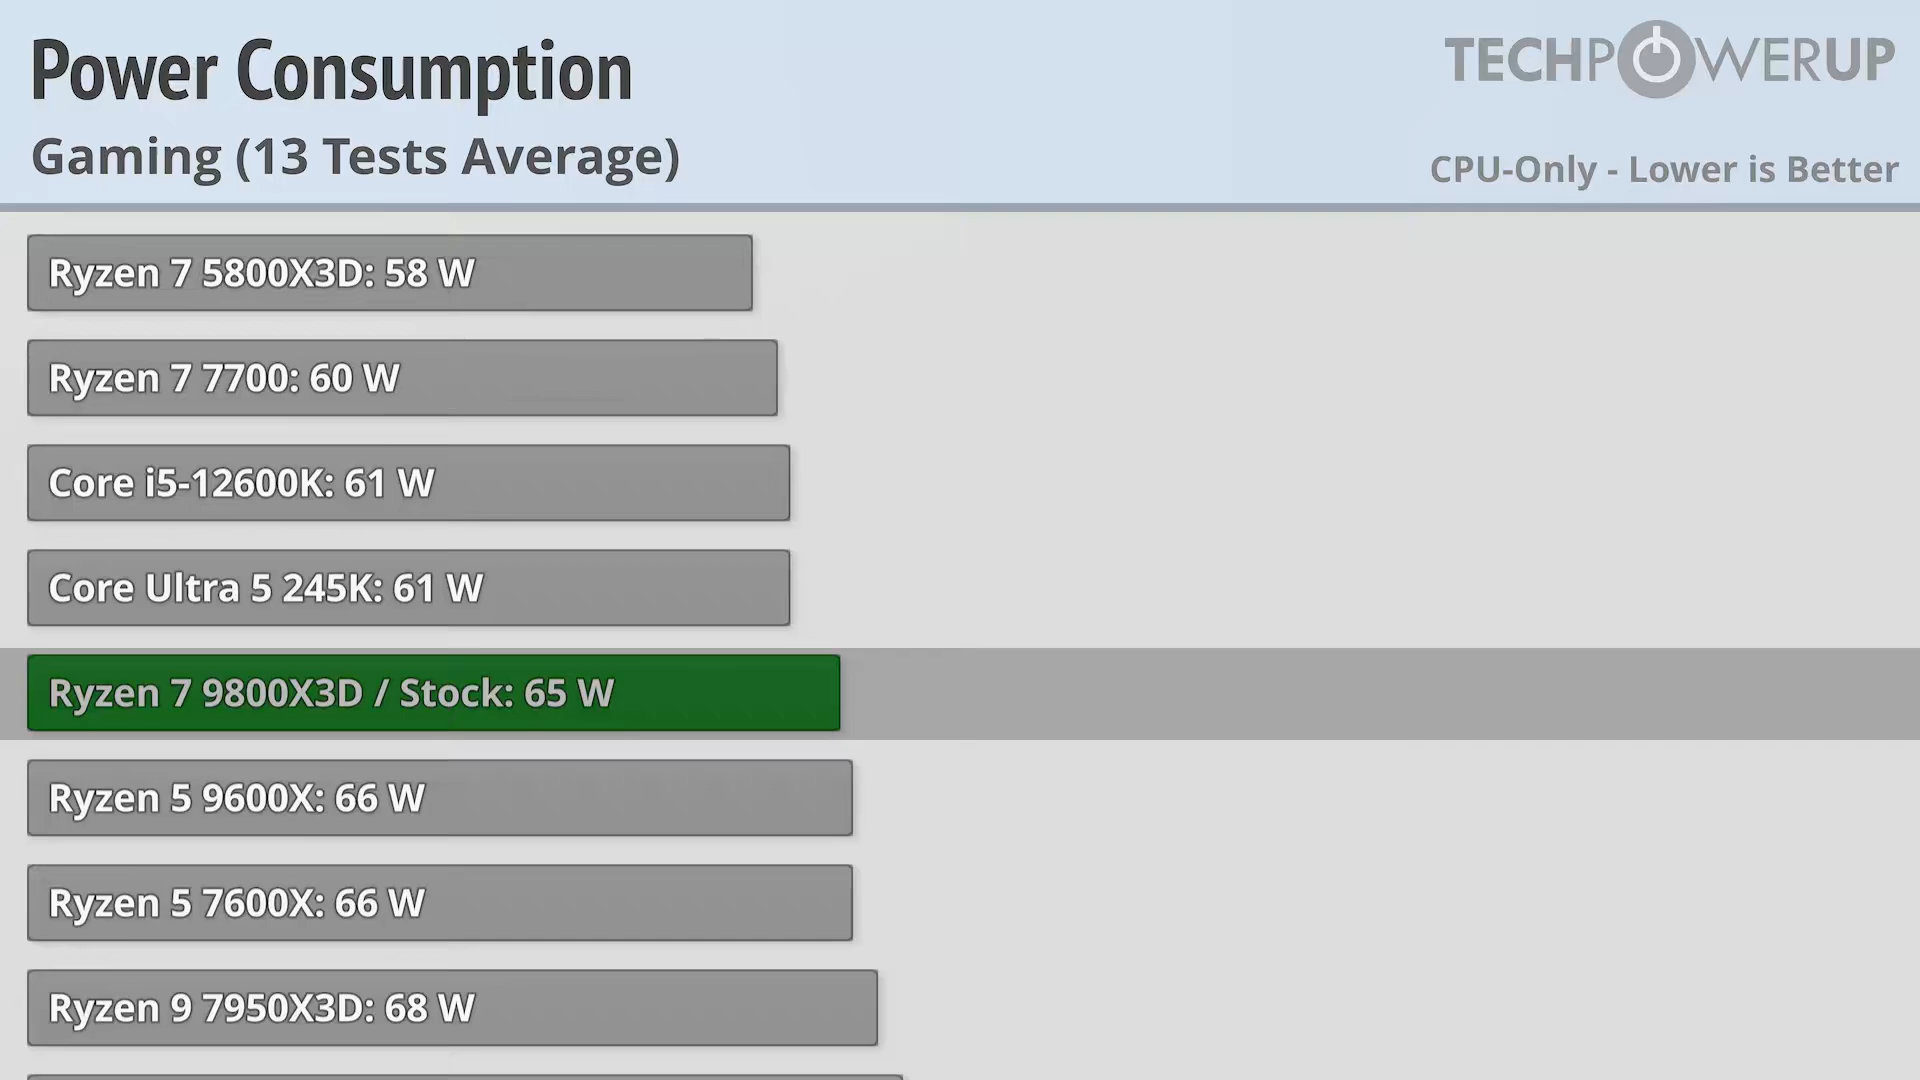 Power Consumption
TECHPOWERUP
Gaming (13 Tests Average)
CPU-Only - Lower is Better
Ryzen 7 5800X3D: 58 W
Ryzen 7 7700: 60 W
Core i5-12600K: 61 W
Core Ultra 5 245K: 61 W
Ryzen 7 9800X3D / Stock: 65 W
Ryzen 5 9600X: 66 W
Ryzen 5 7600X: 66 W
Ryzen 9 7950X3D: 68 W